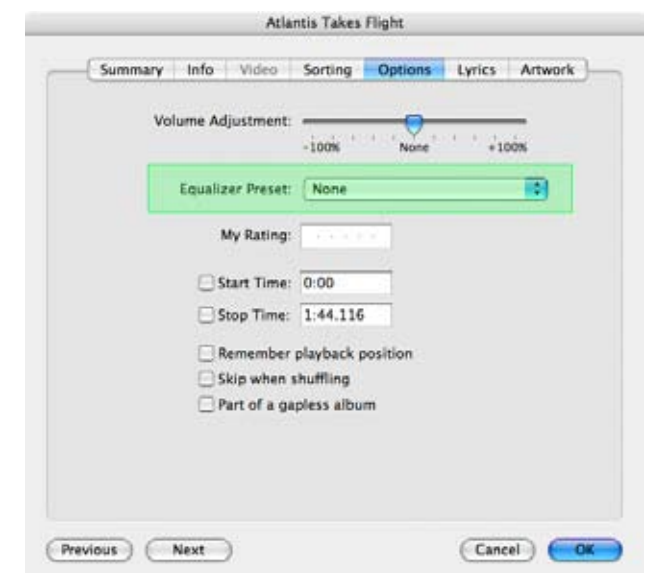 Atlantis Takes Flight
Summary Info Video Sorting Options Lyrics Artwork
Volume Adjustment:
-100% None +100%
Equalizer Preset: None
My Rating:
Start Time: 0:00
Stop Time: 1:44.116
Remember playback position
Skip when shuffling
Part of a gapless album
Previous Next Cancel OK